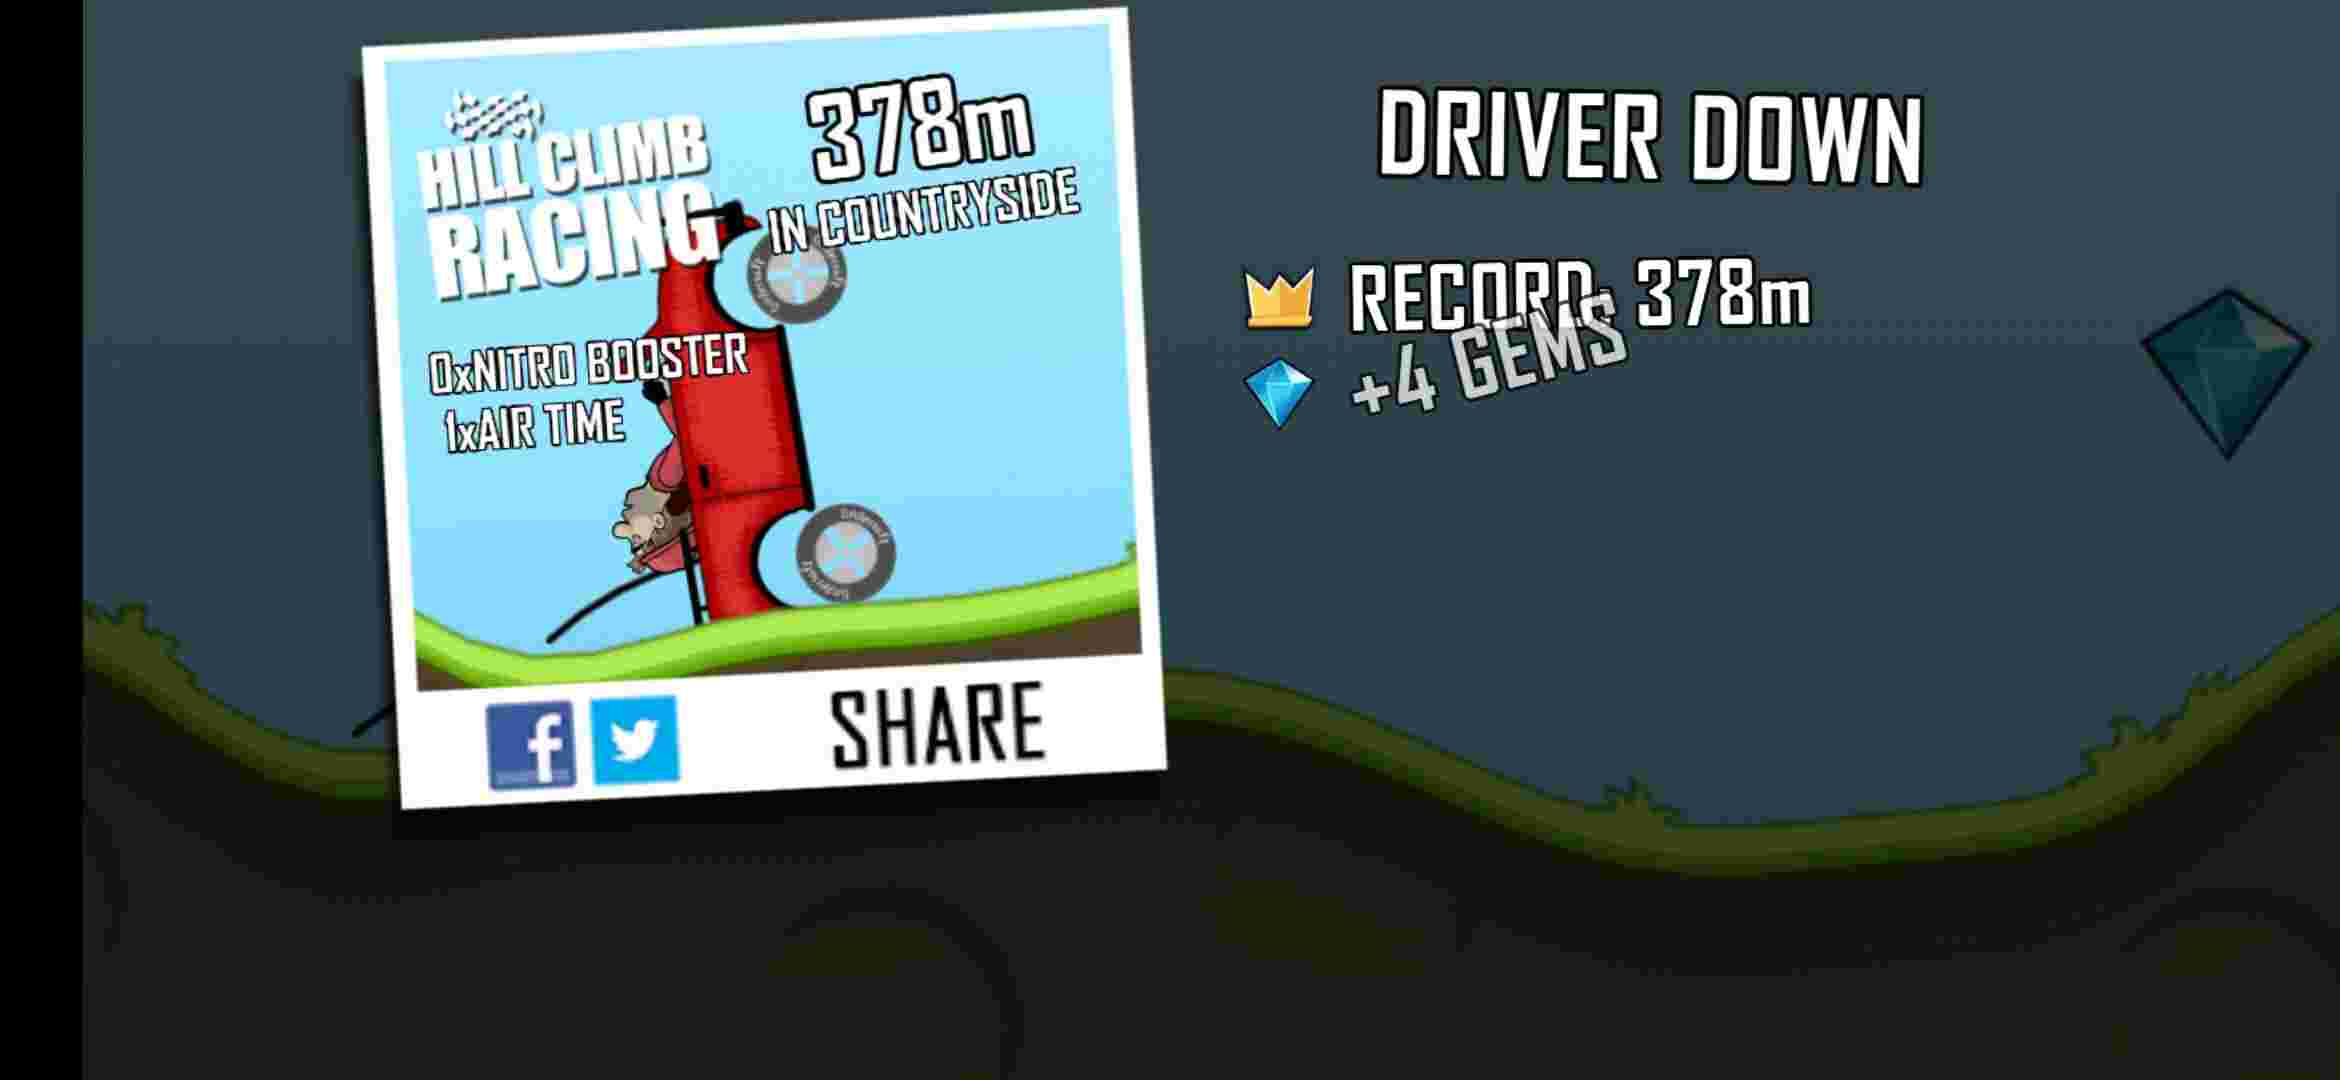 HILL CLIMB
RACING
378m
IN COUNTRYSIDE
0xNITRO BOOSTER
1xAIR TIME
SHARE
DRIVER DOWN
RECORD: 378m
+4 GEMS